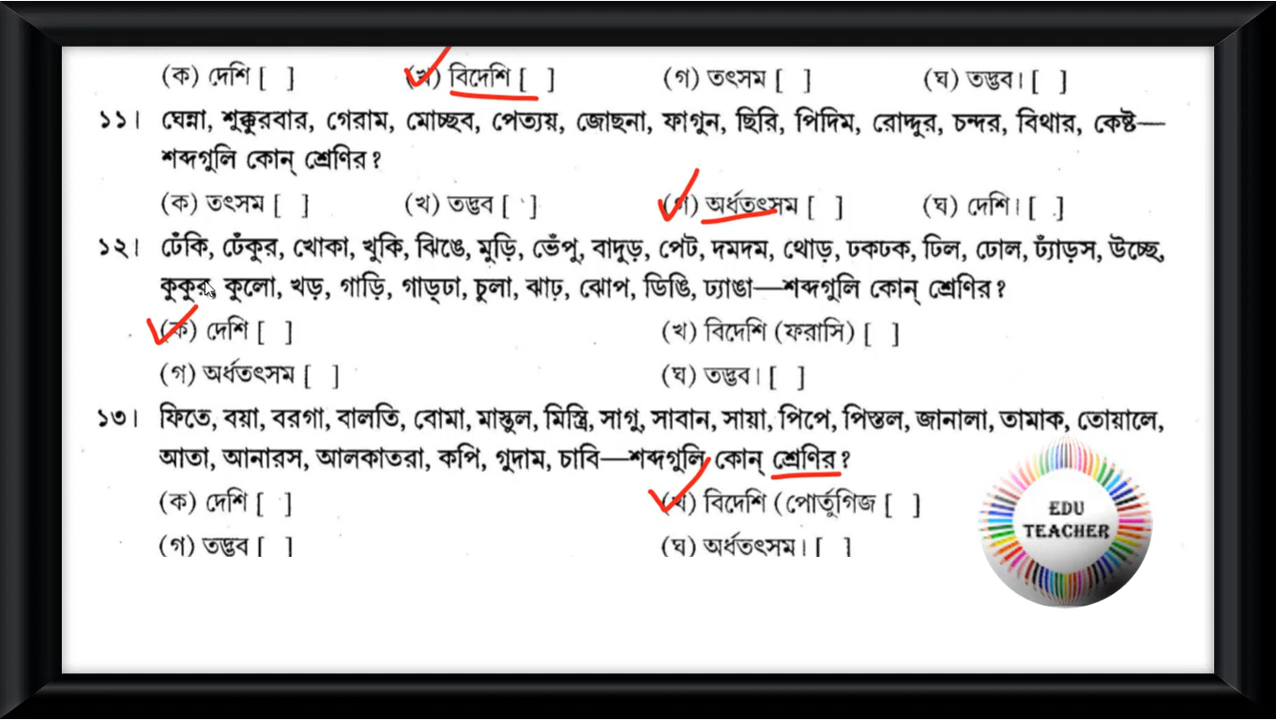 (ক) দেশি [ ] (খ) বিদেশি [ ] (গ) তৎসম [ ] (ঘ) তদ্ভব। [ ]
১১। ঘেন্না, শুক্কুরবার, গেরাম, মোচ্ছব, পেত্যয়, জোছনা, ফাগুন, ছিরি, পিদিম, রোদ্দুর, চন্দর, বিথার, কেষ্ট—
শব্দগুলি কোন্ শ্রেণির?
(ক) তৎসম [ ] (খ) তদ্ভব [ ] (গ) অর্ধতৎসম [ ] (ঘ) দেশি। [ ]
১২। ঢেঁকি, ঢেঁকুর, খোকা, খুকি, ঝিঙে, মুড়ি, ভেঁপু, বাদুড়, পেট, দমদম, থোড়, ঢকঢক, ঢিল, ঢোল, ঢ্যাঁড়স, উচ্ছে,
কুকুর, কুলো, খড়, গাড়ি, গাড়্ঢা, চুলা, ঝাঢ়, ঝোপ, ডিঙি, ঢ্যাঙা—শব্দগুলি কোন্ শ্রেণির?
(ক) দেশি [ ] (খ) বিদেশি (ফরাসি) [ ]
(গ) অর্ধতৎসম [ ] (ঘ) তদ্ভব। [ ]
১৩। ফিতে, বয়া, বরগা, বালতি, বোমা, মাস্তুল, মিস্ত্রি, সাগু, সাবান, সায়া, পিপে, পিস্তল, জানালা, তামাক, তোয়ালে,
আতা, আনারস, আলকাতরা, কপি, গুদাম, চাবি—শব্দগুলি কোন্ শ্রেণির?
(ক) দেশি [ ] (খ) বিদেশি (পোর্তুগিজ [ ]
(গ) তদ্ভব [ ] (ঘ) অর্ধতৎসম। [ ]
EDU
TEACHER